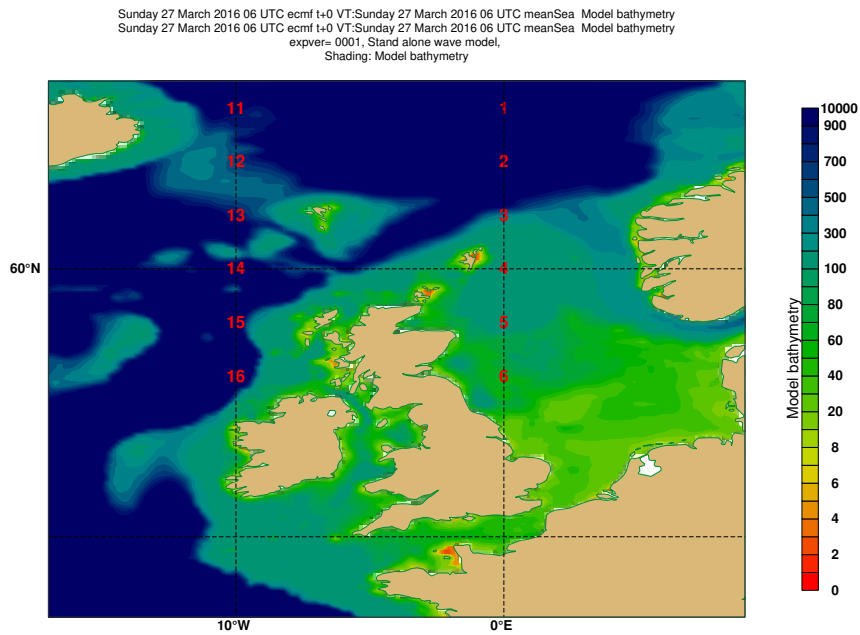 Sunday 27 March 2016 06 UTC ecmf t+0 VT:Sunday 27 March 2016 06 UTC meanSea Model bathymetry
Sunday 27 March 2016 06 UTC ecmf t+0 VT:Sunday 27 March 2016 06 UTC meanSea Model bathymetry
expver= 0001, Stand alone wave model,
Shading: Model bathymetry
11 1
12 2
13 3
60°N 14 4
15 5
16 6
10°W 0°E
Model bathymetry
10000
900
700
500
300
100
80
60
40
20
8
6
4
2
0